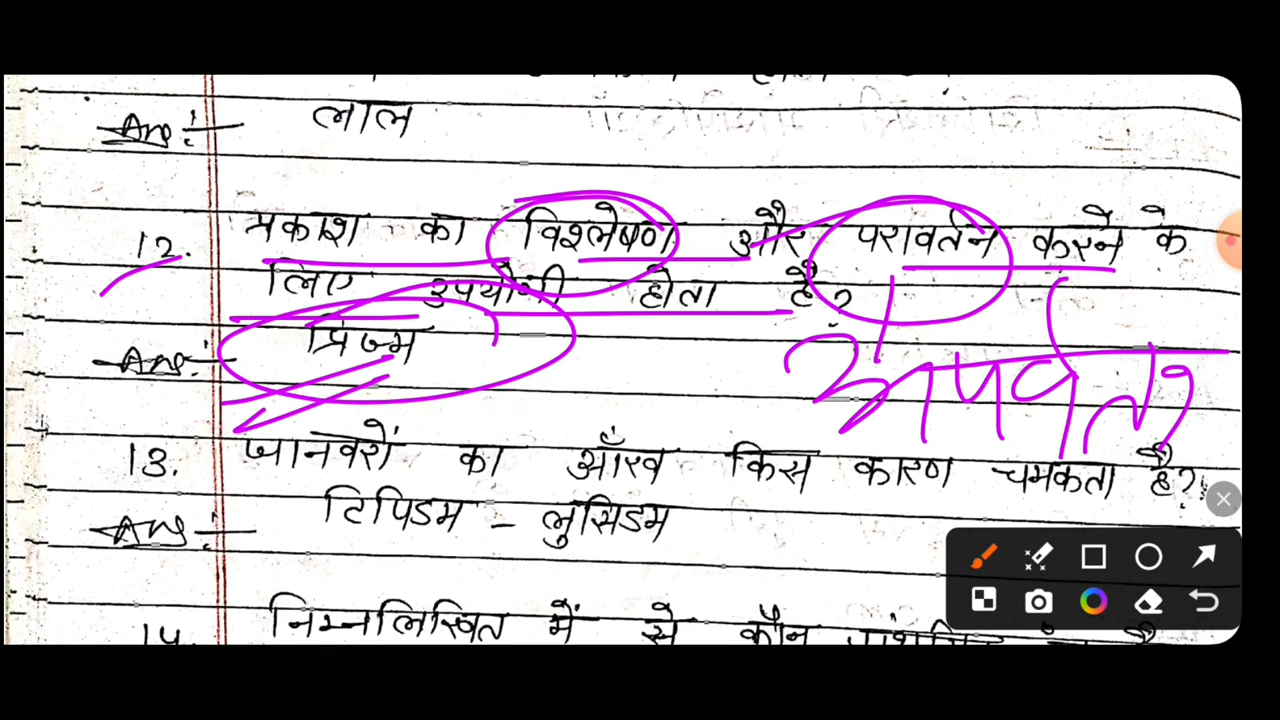 Ans :- लाल
12. प्रकाश का विश्लेषण और परावर्तन करने के
लिए उपयोगी होता है?
Ans :- प्रिज्म
अपवर्तन
13. जानवरों का आँख किस कारण चमकता है?
Ans :- टिपिडम - लुसिडम
14. निम्नलिखित में से कौन